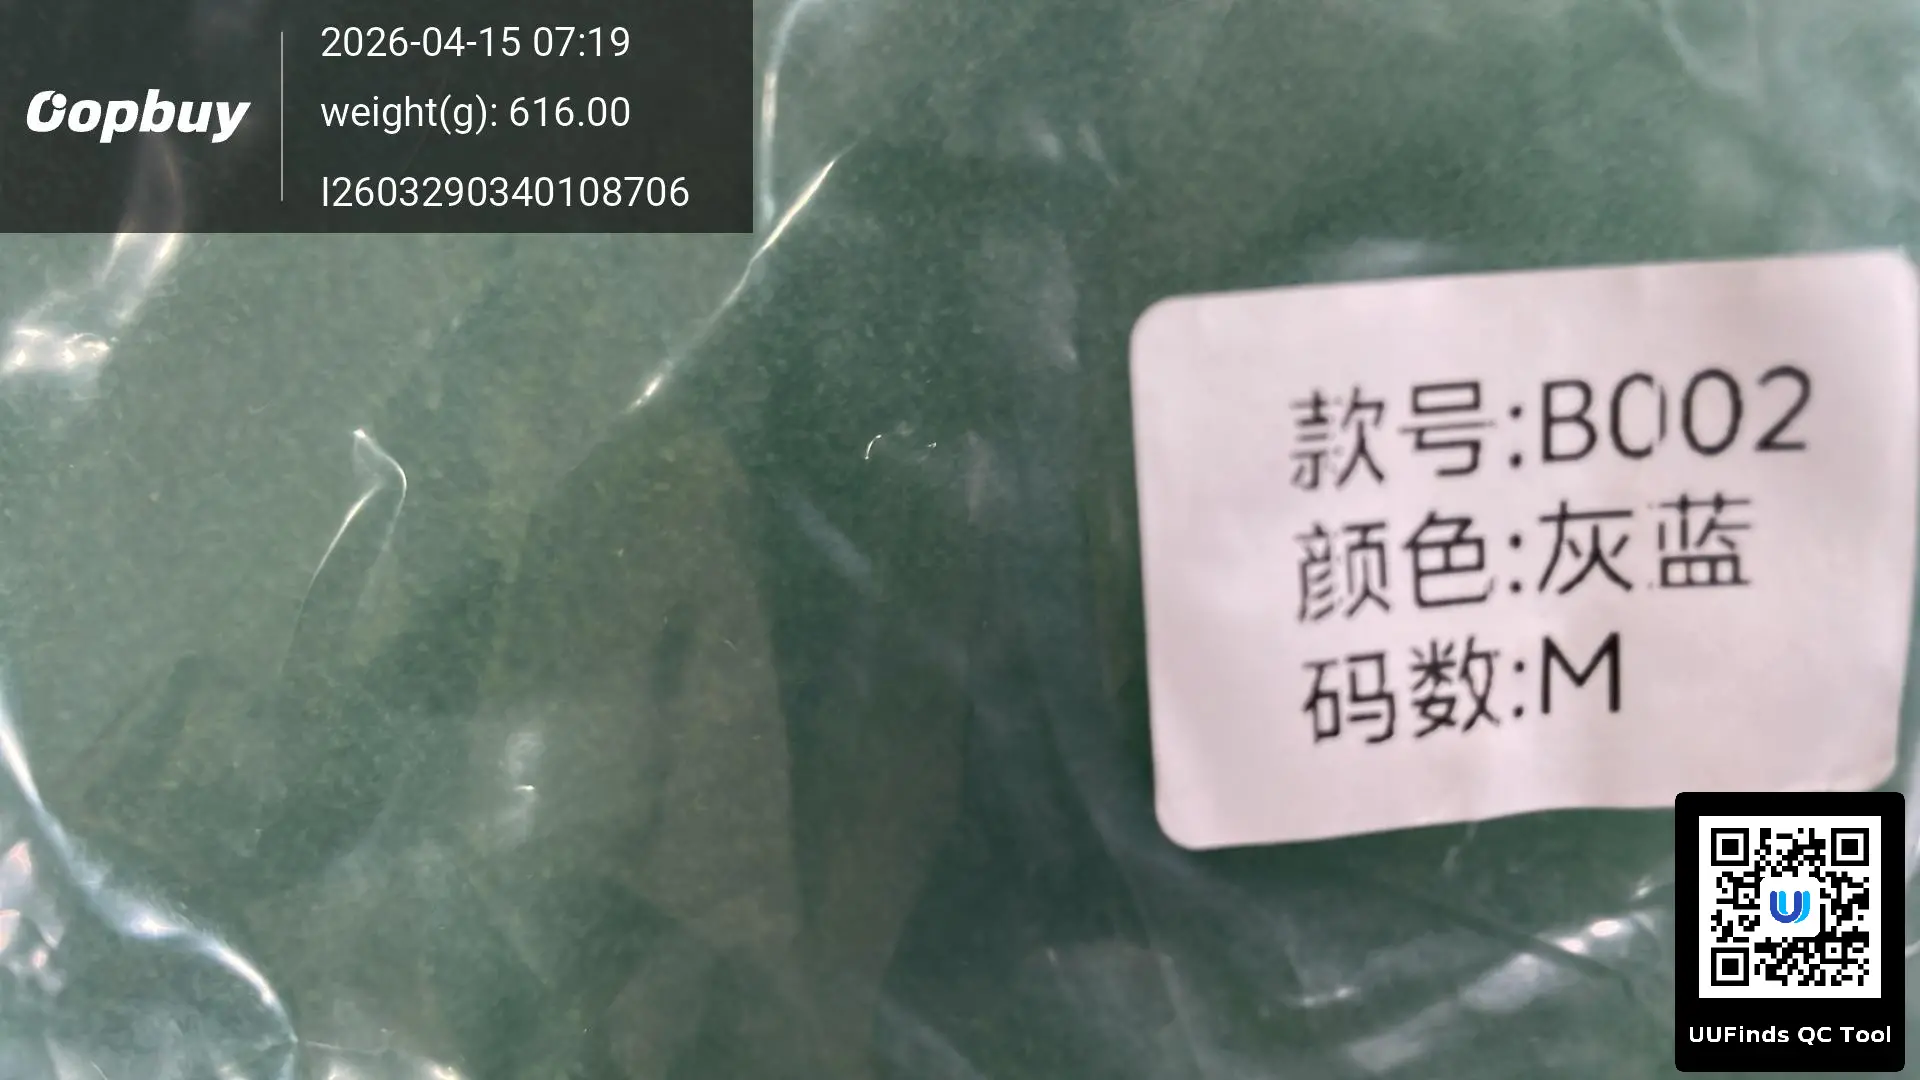 Oopbuy
2026-04-15 07:19
weight(g): 616.00
I2603290340108706
款号:B002
颜色:灰蓝
码数:M
UUFinds QC Tool